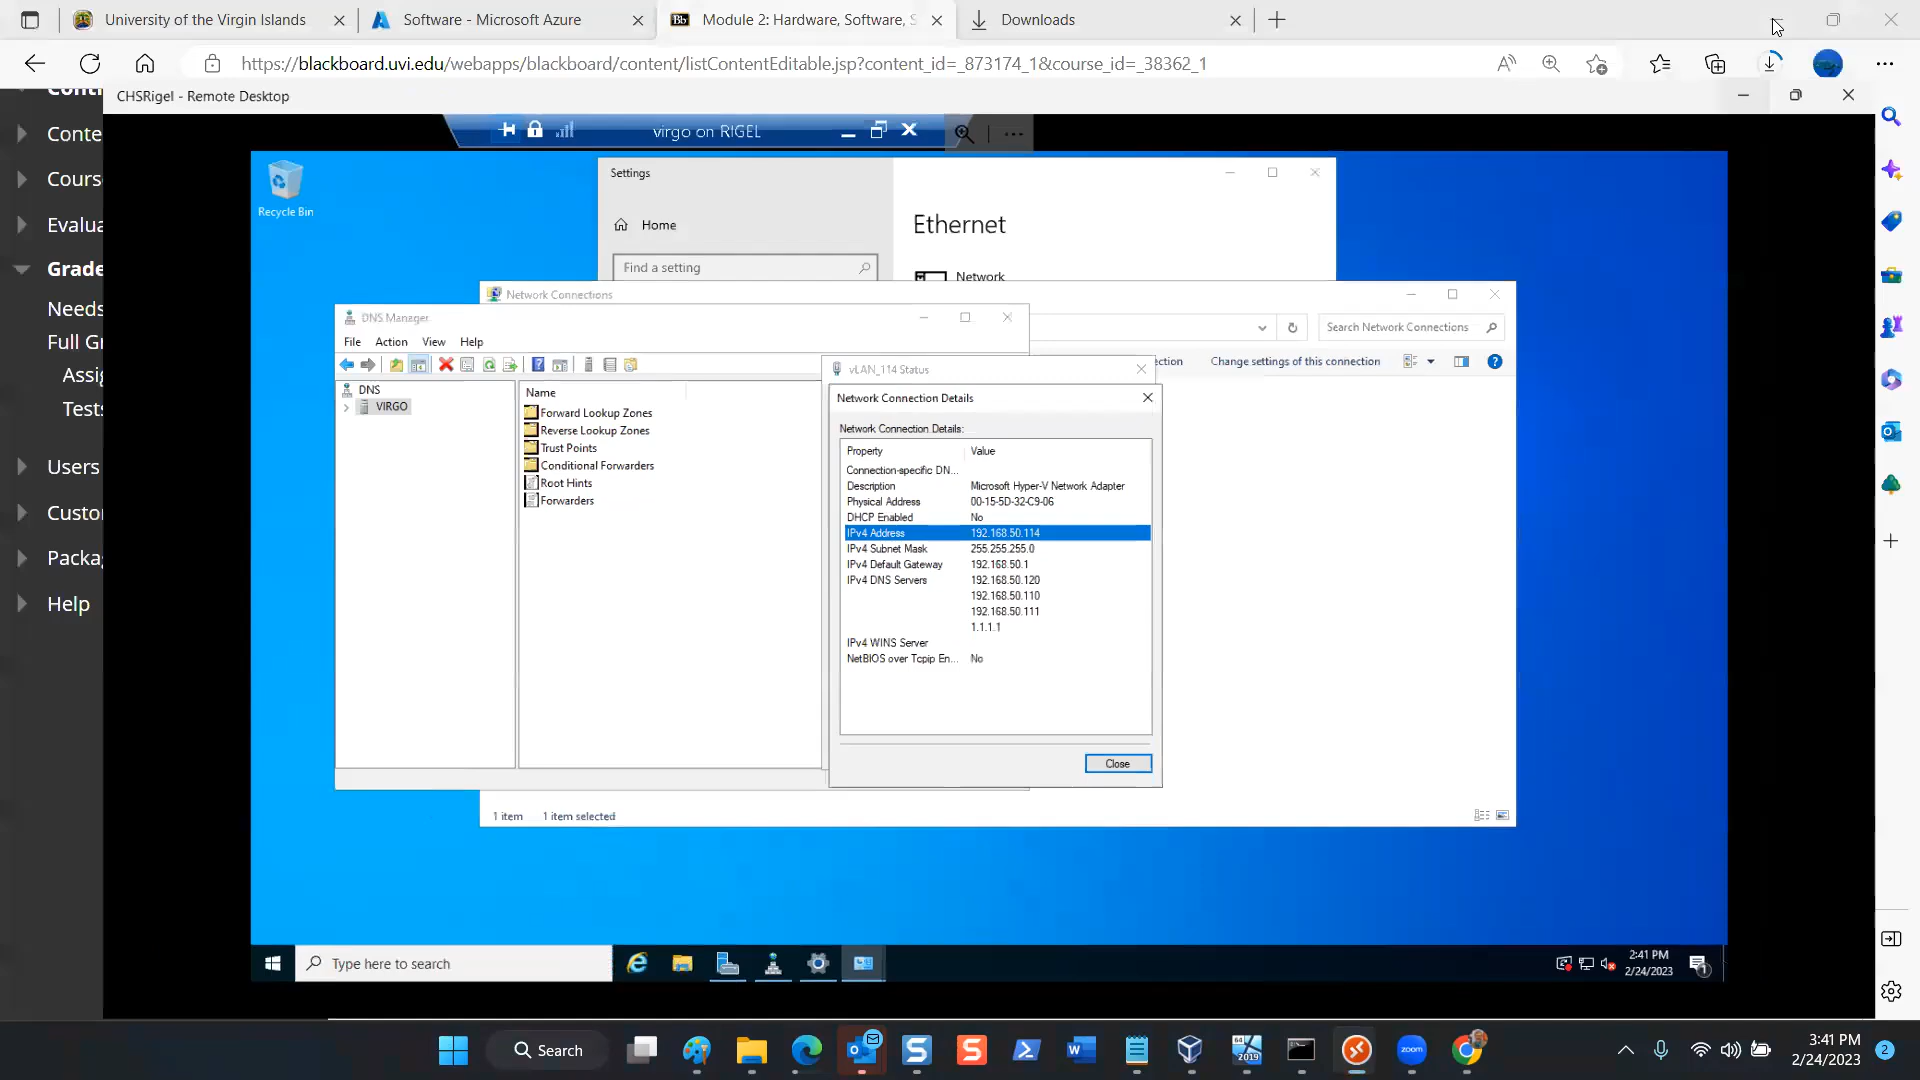 University of the Virgin Islands
Software - Microsoft Azure
Bb
Module 2: Hardware, Software, S
Downloads
https://blackboard.uvi.edu/webapps/blackboard/content/listContentEditable.jsp?content_id=_873174_1&course_id=_38362_1
CHSRigel - Remote Desktop
virgo on RIGEL
Conte
Cours
Evalua
Grade
Needs
Full Gr
Assig
Tests
Users
Custo
Packa
Help
Recycle Bin
Settings
Home
Find a setting
Ethernet
Network
Network Connections
Search Network Connections
ection
Change settings of this connection
DNS Manager
File Action View Help
DNS
VIRGO
Name
Forward Lookup Zones
Reverse Lookup Zones
Trust Points
Conditional Forwarders
Root Hints
Forwarders
vLAN_114 Status
Network Connection Details
Network Connection Details:
Property Value
Connection-specific DN...
Description Microsoft Hyper-V Network Adapter
Physical Address 00-15-5D-32-C9-06
DHCP Enabled No
IPv4 Address 192.168.50.114
IPv4 Subnet Mask 255.255.255.0
IPv4 Default Gateway 192.168.50.1
IPv4 DNS Servers 192.168.50.120
192.168.50.110
192.168.50.111
1.1.1.1
IPv4 WINS Server
NetBIOS over Tcpip En... No
Close
1 item 1 item selected
Type here to search
2:41 PM
2/24/2023
1
Search
64
2019
zoom
3:41 PM
2/24/2023
2